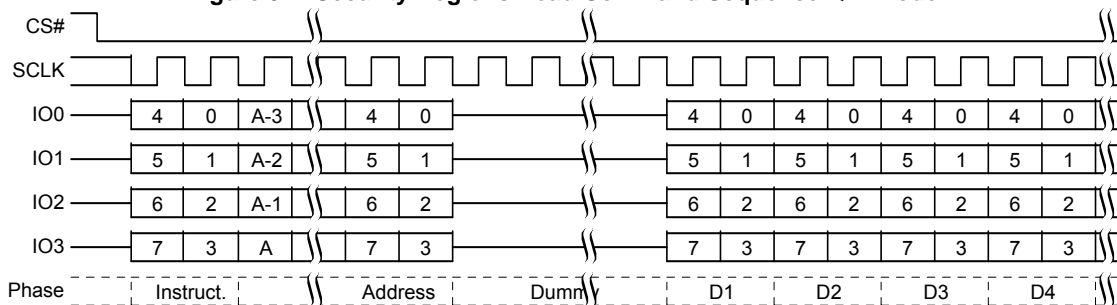 CS#
SCLK
IO0 4 0 A-3 4 0 4 0 4 0 4 0 4 0
IO1 5 1 A-2 5 1 5 1 5 1 5 1 5 1
IO2 6 2 A-1 6 2 6 2 6 2 6 2 6 2
IO3 7 3 A 7 3 7 3 7 3 7 3 7 3
Phase Instruct. Address Dummy D1 D2 D3 D4